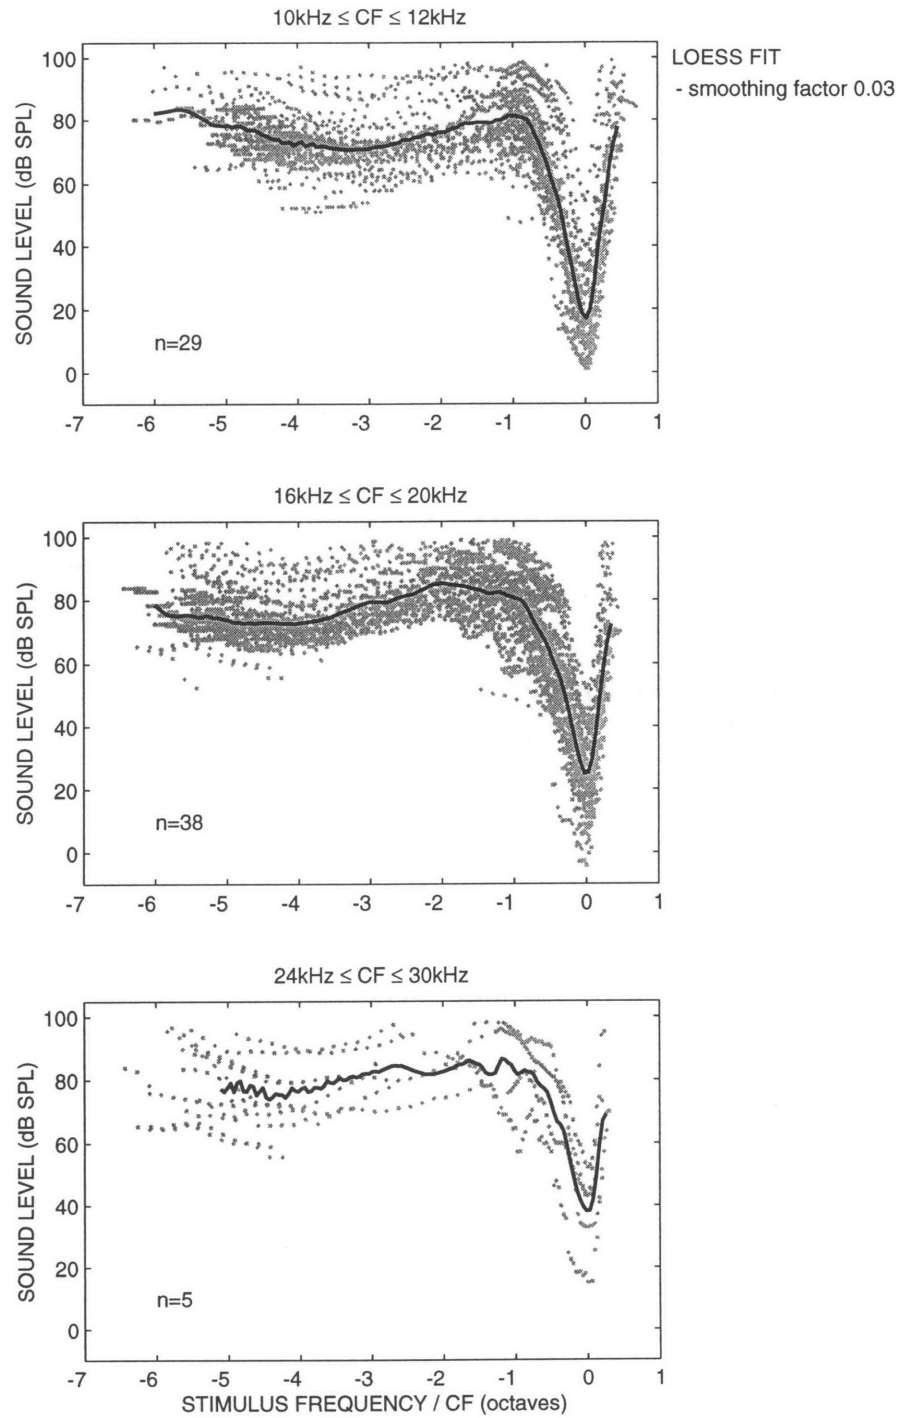 10kHz ≤ CF ≤ 12kHz
LOESS FIT
- smoothing factor 0.03
SOUND LEVEL (dB SPL)
100
80
60
40
20
0
n=29
-7 -6 -5 -4 -3 -2 -1 0 1
16kHz ≤ CF ≤ 20kHz
SOUND LEVEL (dB SPL)
100
80
60
40
20
0
n=38
-7 -6 -5 -4 -3 -2 -1 0 1
24kHz ≤ CF ≤ 30kHz
SOUND LEVEL (dB SPL)
100
80
60
40
20
0
n=5
-7 -6 -5 -4 -3 -2 -1 0 1
STIMULUS FREQUENCY / CF (octaves)